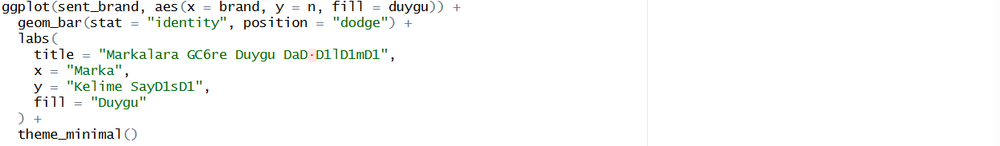 ggplot(sent_brand, aes(x = brand, y = n, fill = duygu)) +
  geom_bar(stat = "identity", position = "dodge") +
  labs(
    title = "Markalara GC6re Duygu DaD·D1lD1mD1",
    x = "Marka",
    y = "Kelime SayD1sD1",
    fill = "Duygu"
  ) +
  theme_minimal()